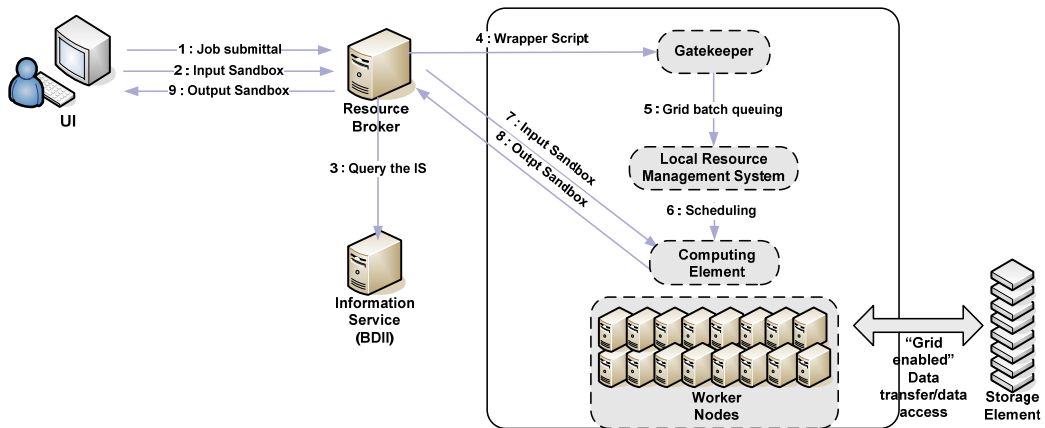 1 : Job submittal
2 : Input Sandbox
9 : Output Sandbox
UI
Resource
Broker
4 : Wrapper Script
Gatekeeper
5 : Grid batch queuing
7 : Input Sandbox
8 : Outpt Sandbox
Local Resource
Management System
3 : Query the IS
6 : Scheduling
Computing
Element
Information
Service
(BDII)
Worker
Nodes
“Grid
enabled”
Data
transfer/data
access
Storage
Element